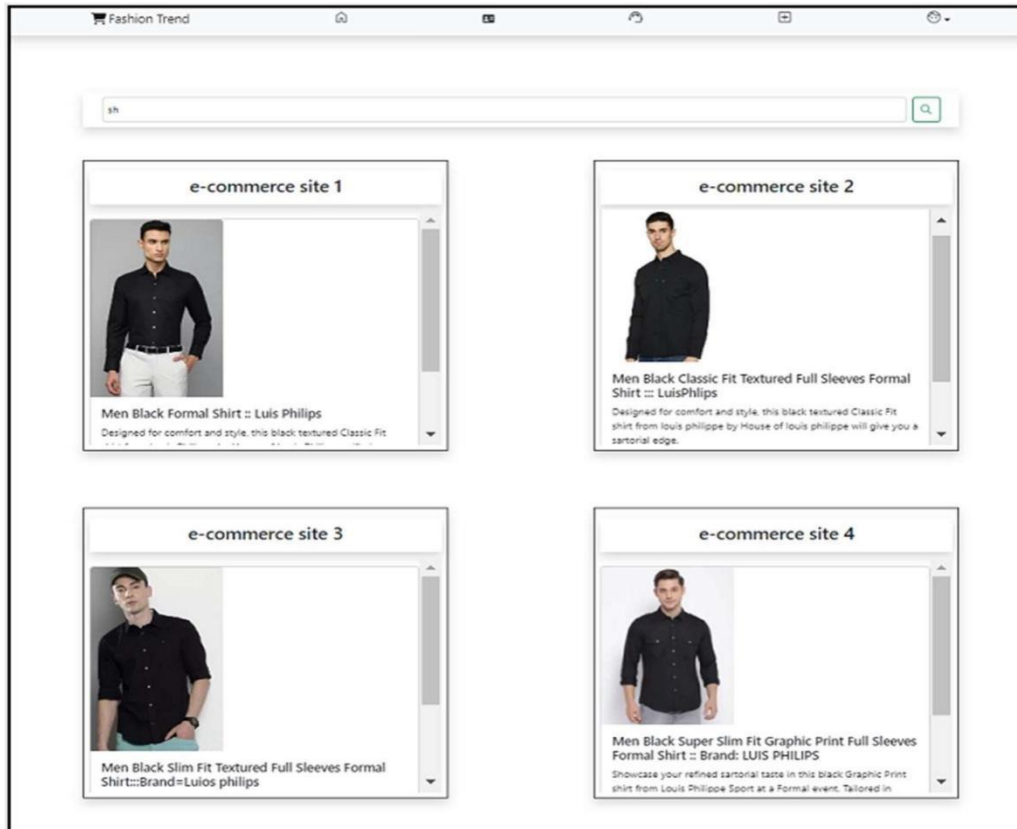 Fashion Trend
sh
e-commerce site 1
Men Black Formal Shirt :: Luis Philips
Designed for comfort and style, this black textured Classic Fit
e-commerce site 2
Men Black Classic Fit Textured Full Sleeves Formal
Shirt ::: LuisPhlips
Designed for comfort and style, this black textured Classic Fit
shirt from louis philippe by House of louis philippe will give you a
sartorial edge.
e-commerce site 3
Men Black Slim Fit Textured Full Sleeves Formal
Shirt:::Brand=Luios philips
e-commerce site 4
Men Black Super Slim Fit Graphic Print Full Sleeves
Formal Shirt :: Brand: LUIS PHILIPS
Showcase your refined sartorial taste in this black Graphic Print
shirt from Louis Philippe Sport at a Formal event. Tailored in